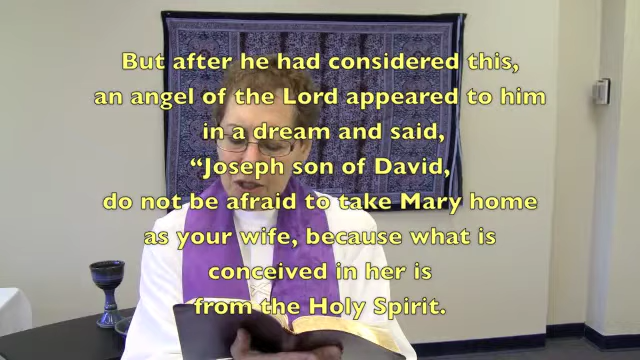 But after he had considered this,
an angel of the Lord appeared to him
in a dream and said,
“Joseph son of David,
do not be afraid to take Mary home
as your wife, because what is
conceived in her is
from the Holy Spirit.